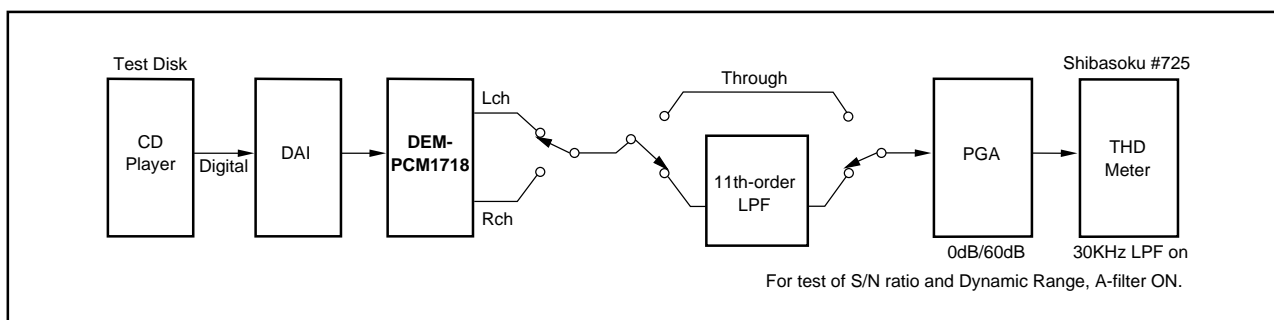 Test Disk
CD
Player
Digital
DAI
DEM-
PCM1718
Lch
Rch
Through
11th-order
LPF
PGA
0dB/60dB
Shibasoku #725
THD
Meter
30KHz LPF on
For test of S/N ratio and Dynamic Range, A-filter ON.